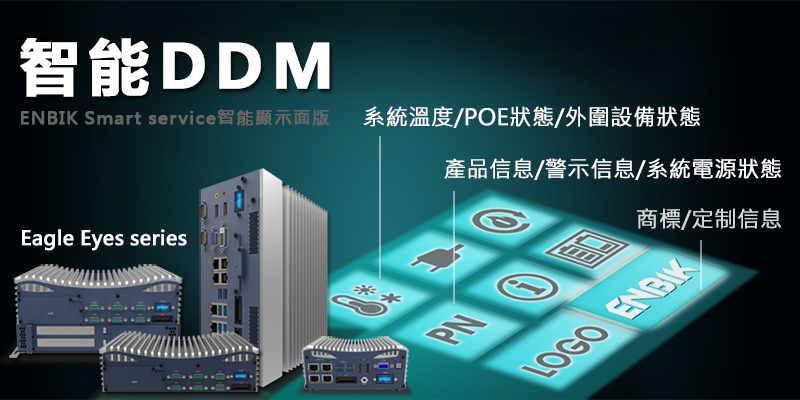 智能DDM
ENBIK Smart service智能顯示面版
系統溫度/POE狀態/外圍設備狀態
產品信息/警示信息/系統電源狀態
商標/定制信息
Eagle Eyes series
ENBIK
PN
LOGO